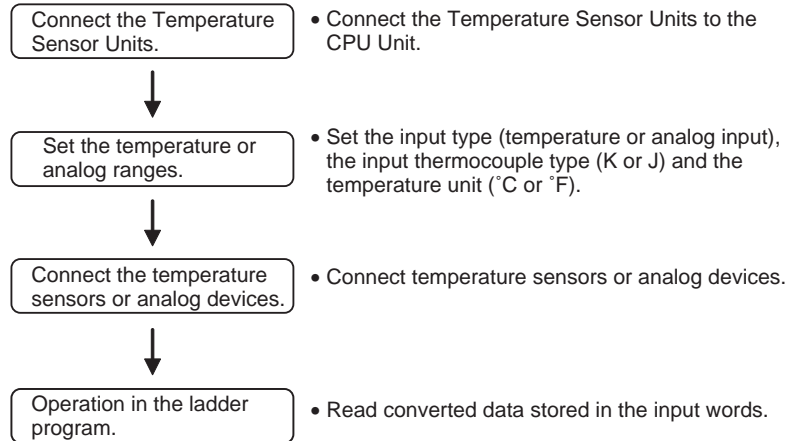 Connect the Temperature
Sensor Units.
• Connect the Temperature Sensor Units to the
CPU Unit.
Set the temperature or
analog ranges.
• Set the input type (temperature or analog input),
the input thermocouple type (K or J) and the
temperature unit (˚C or ˚F).
Connect the temperature
sensors or analog devices.
• Connect temperature sensors or analog devices.
Operation in the ladder
program.
• Read converted data stored in the input words.